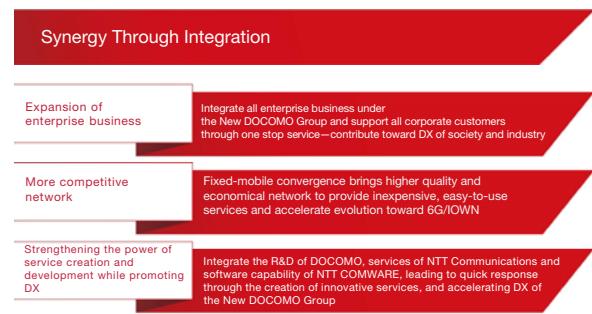 Synergy Through Integration
Expansion of
enterprise business
Integrate all enterprise business under
the New DOCOMO Group and support all corporate customers
through one stop service—contribute toward DX of society and industry
More competitive
network
Fixed-mobile convergence brings higher quality and
economical network to provide inexpensive, easy-to-use
services and accelerate evolution toward 6G/IOWN
Strengthening the power of
service creation and
development while promoting
DX
Integrate the R&D of DOCOMO, services of NTT Communications and
software capability of NTT COMWARE, leading to quick response
through the creation of innovative services, and accelerating DX of
the New DOCOMO Group